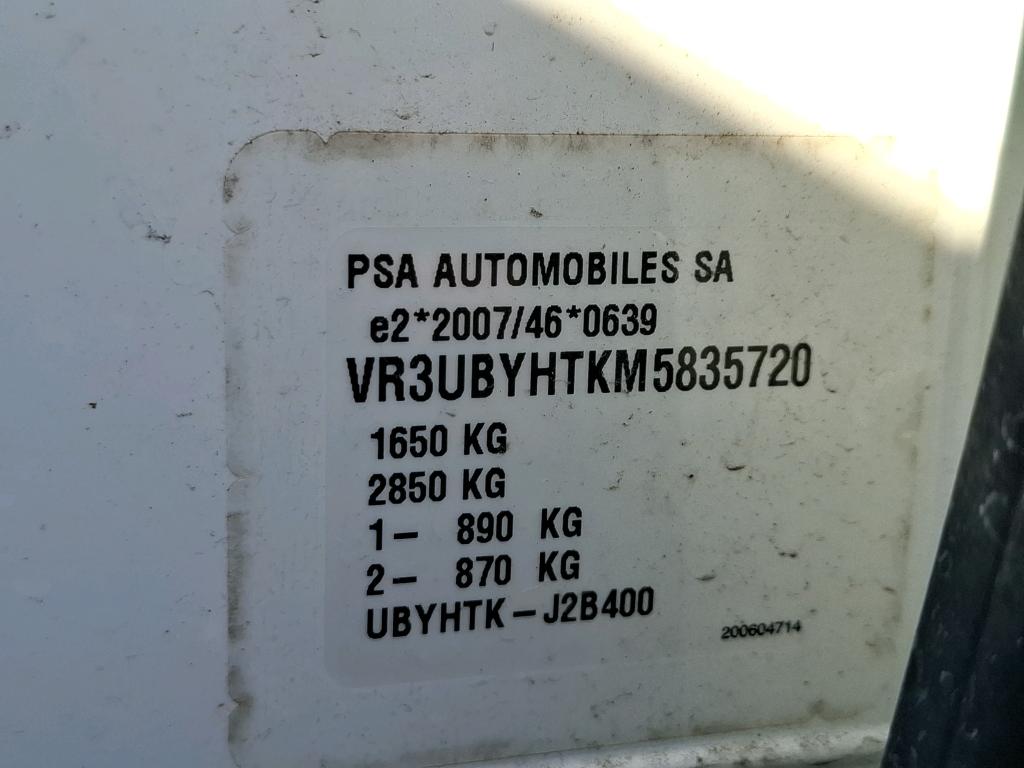 PSA AUTOMOBILES SA
e2*2007/46*0639
VR3UBYHTKM5835720
1650 KG
2850 KG
1- 890 KG
2- 870 KG
UBYHTK-J2B400
200604714